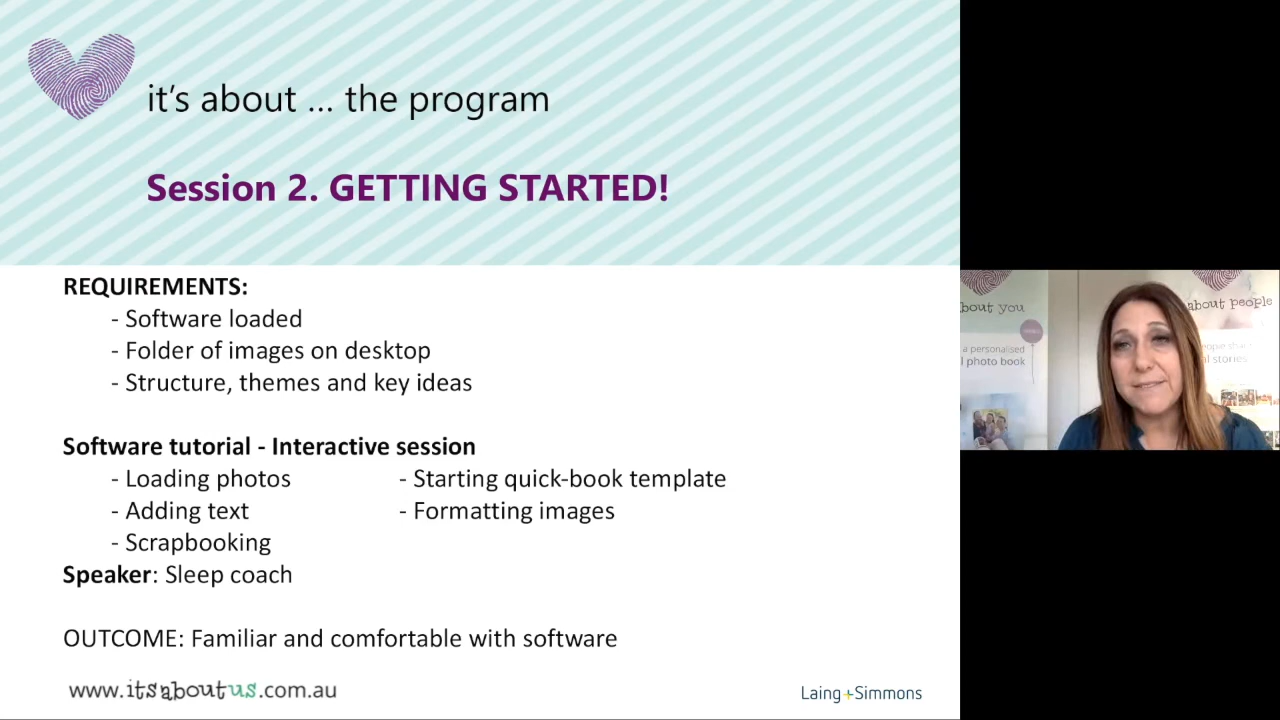 it's about ... the program
Session 2. GETTING STARTED!
REQUIREMENTS:
- Software loaded
- Folder of images on desktop
- Structure, themes and key ideas
Software tutorial - Interactive session
- Loading photos - Starting quick-book template
- Adding text - Formatting images
- Scrapbooking
Speaker: Sleep coach
OUTCOME: Familiar and comfortable with software
www.itsaboutus.com.au
Laing+Simmons
bout you
a personalised
l photo book
about people